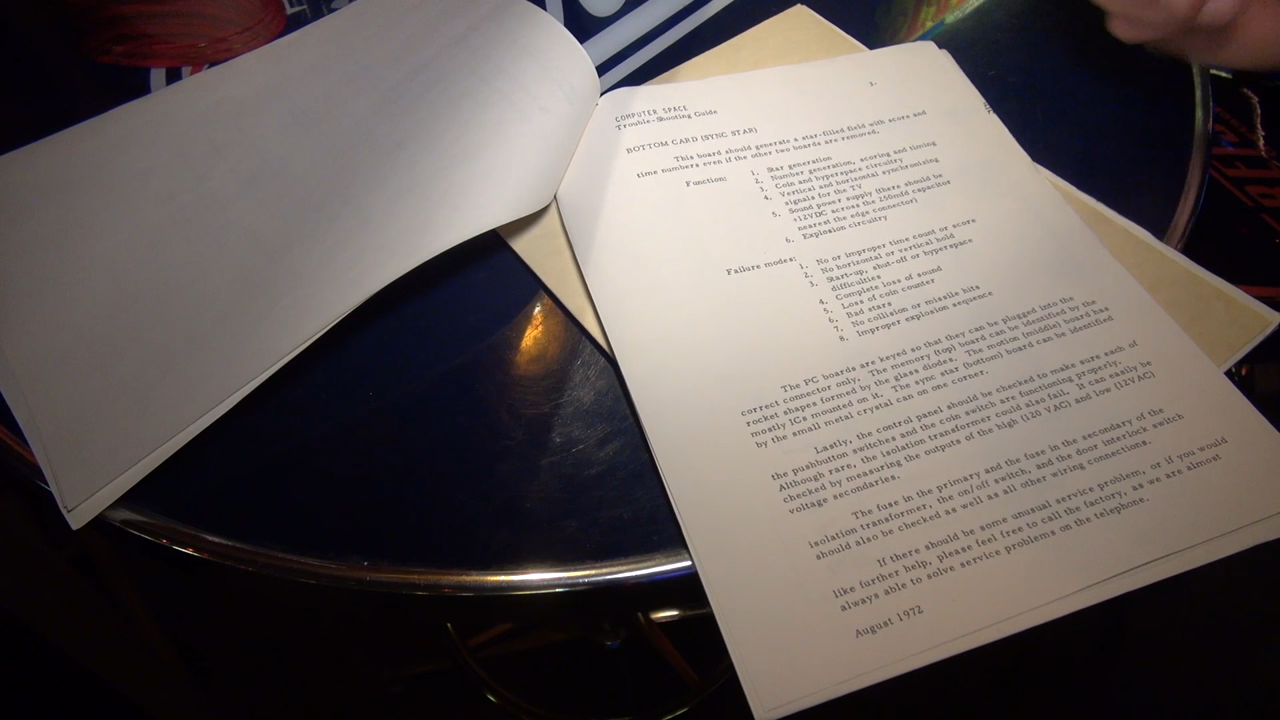 3.
COMPUTER SPACE
Trouble-Shooting Guide
BOTTOM CARD (SYNC STAR)
This board should generate a star-filled field with score and
time numbers even if the other two boards are removed.
Function:
1. Star generation
2. Number generation, scoring and timing
3. Coin and hyperspace circuitry
4. Vertical and horizontal synchronizing
signals for the TV
5. Sound power supply (there should be
+12VDC across the 250mfd capacitor
nearest the edge connector)
6. Explosion circuitry
Failure modes:
1. No or improper time count or score
2. No horizontal or vertical hold
3. Start-up, shut-off or hyperspace
difficulties
4. Complete loss of sound
5. Loss of coin counter
6. Bad stars
7. No collision or missile hits
8. Improper explosion sequence
The PC boards are keyed so that they can be plugged into the
correct connector only. The memory (top) board can be identified by the
rocket shapes formed by the glass diodes. The motion (middle) board has
mostly ICs mounted on it. The sync star (bottom) board can be identified
by the small metal crystal can on one corner.
Lastly, the control panel should be checked to make sure each of
the pushbutton switches and the coin switch are functioning properly.
Although rare, the isolation transformer could also fail. It can easily be
checked by measuring the outputs of the high (120 VAC) and low (12VAC)
voltage secondaries.
The fuse in the primary and the fuse in the secondary of the
isolation transformer, the on/off switch, and the door interlock switch
should also be checked as well as all other wiring connections.
If there should be some unusual service problem, or if you would
like further help, please feel free to call the factory, as we are almost
always able to solve service problems on the telephone.
August 1972